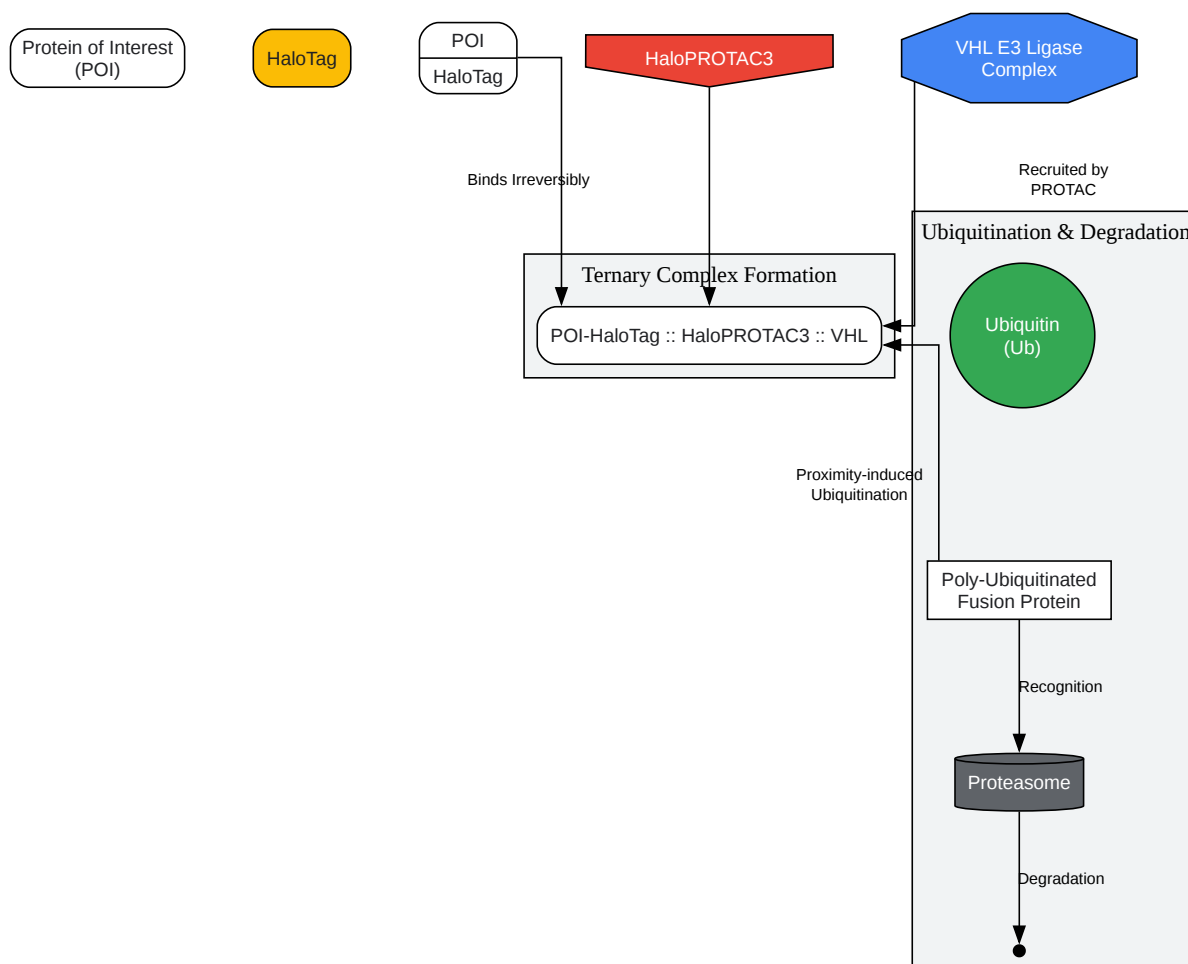 Protein of Interest
(POI)
HaloTag
POI
HaloTag
HaloPROTAC3
VHL E3 Ligase
Complex
Binds Irreversibly
Recruited by
PROTAC
Ubiquitination & Degradation
Ternary Complex Formation
POI-HaloTag :: HaloPROTAC3 :: VHL
Ubiquitin
(Ub)
Proximity-induced
Ubiquitination
Poly-Ubiquitinated
Fusion Protein
Recognition
Proteasome
Degradation